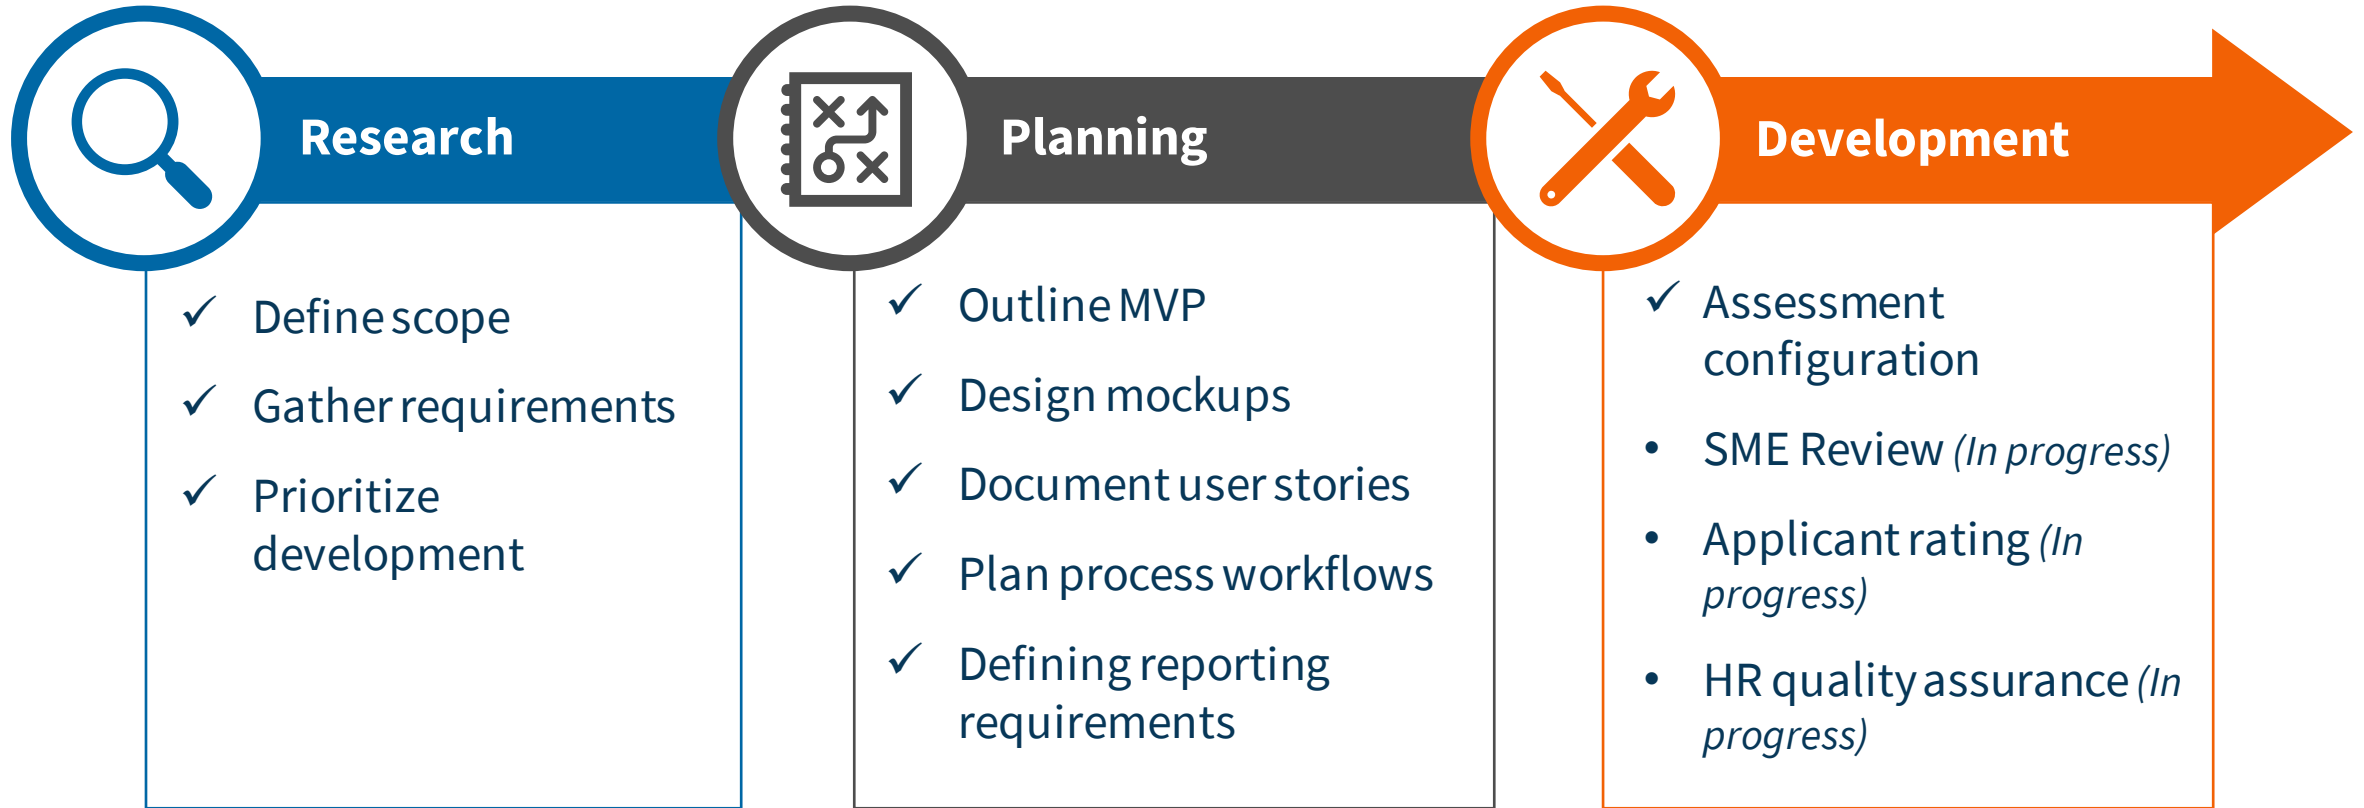 Research
✓ Define scope
✓ Gather requirements
✓ Prioritize
development
Planning
✓ Outline MVP
✓ Design mockups
✓ Document user stories
✓ Plan process workflows
✓ Defining reporting
requirements
Development
✓ Assessment
configuration
• SME Review (In progress)
• Applicant rating (In
progress)
• HR quality assurance (In
progress)